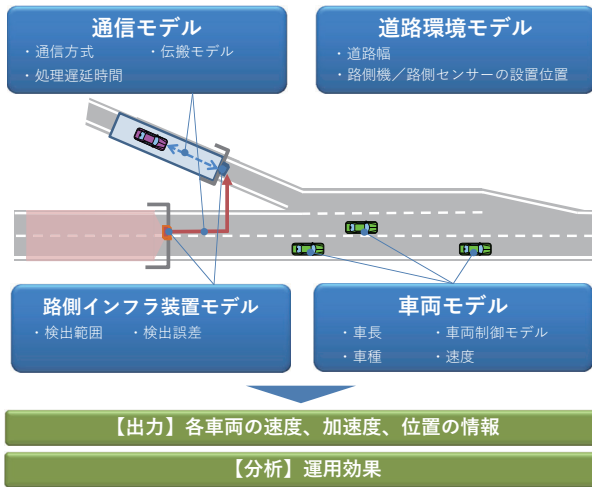 通信モデル
・通信方式 ・伝搬モデル
・処理遅延時間
道路環境モデル
・道路幅
・路側機／路側センサーの設置位置
路側インフラ装置モデル
・検出範囲 ・検出誤差
車両モデル
・車長 ・車両制御モデル
・車種 ・速度
【出力】各車両の速度、加速度、位置の情報
【分析】運用効果